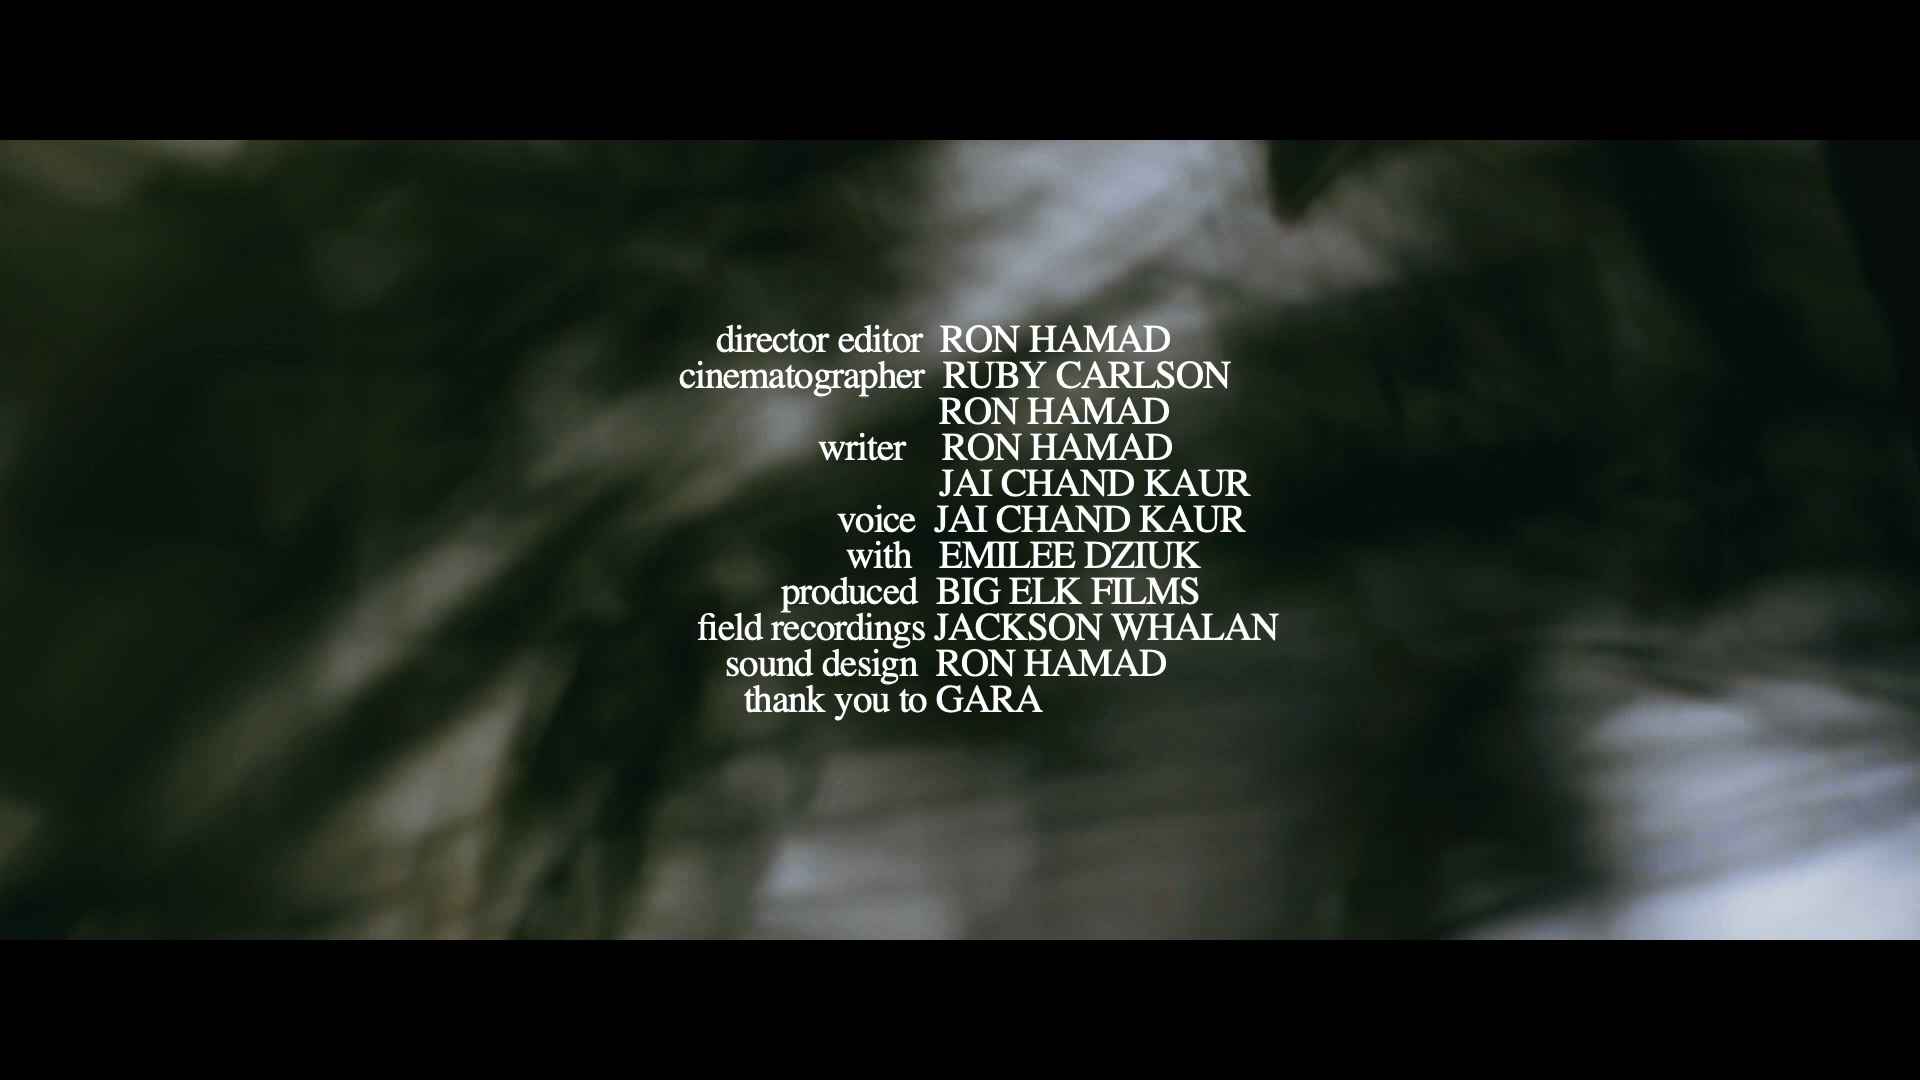 director editor RON HAMAD
cinematographer RUBY CARLSON
RON HAMAD
writer RON HAMAD
JAI CHAND KAUR
voice JAI CHAND KAUR
with EMILEE DZIUK
produced BIG ELK FILMS
field recordings JACKSON WHALAN
sound design RON HAMAD
thank you to GARA